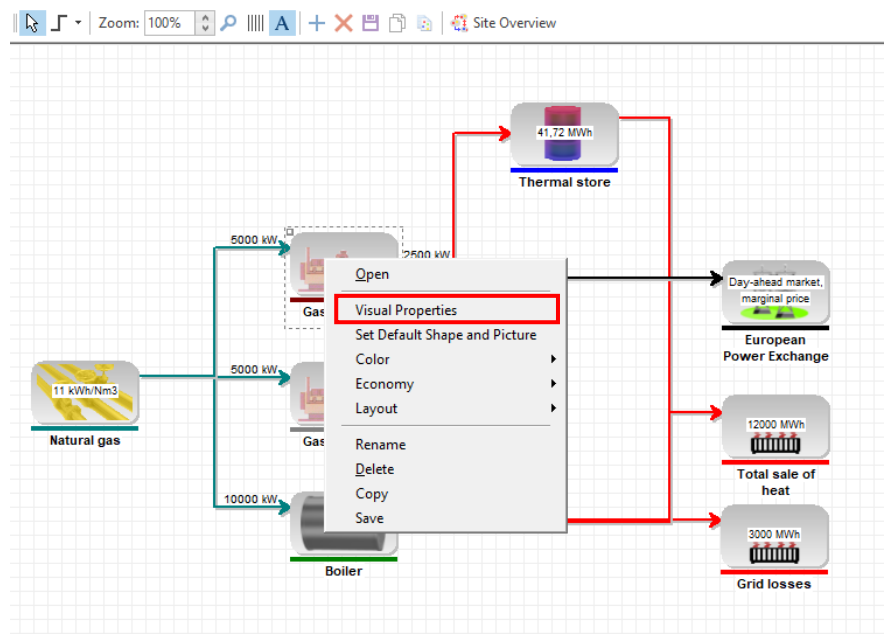 Zoom: 100%
A
Site Overview
41,72 MWh
Thermal store
5000 kW
2500 kW
Day-ahead market,
marginal price
European
Power Exchange
Gas
Open
Visual Properties
Set Default Shape and Picture
Color
Economy
Layout
Rename
Delete
Copy
Save
5000 kW
11 kWh/Nm3
Natural gas
Gas
12000 MWh
Total sale of
heat
10000 kW
Boiler
3000 MWh
Grid losses